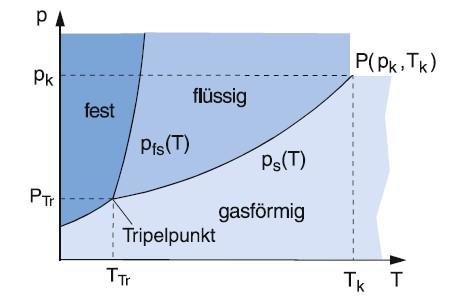 p
P(p_k, T_k)
p_k
flüssig
fest
p_fs(T)
p_s(T)
P_Tr
gasförmig
Tripelpunkt
T_Tr
T_k
T